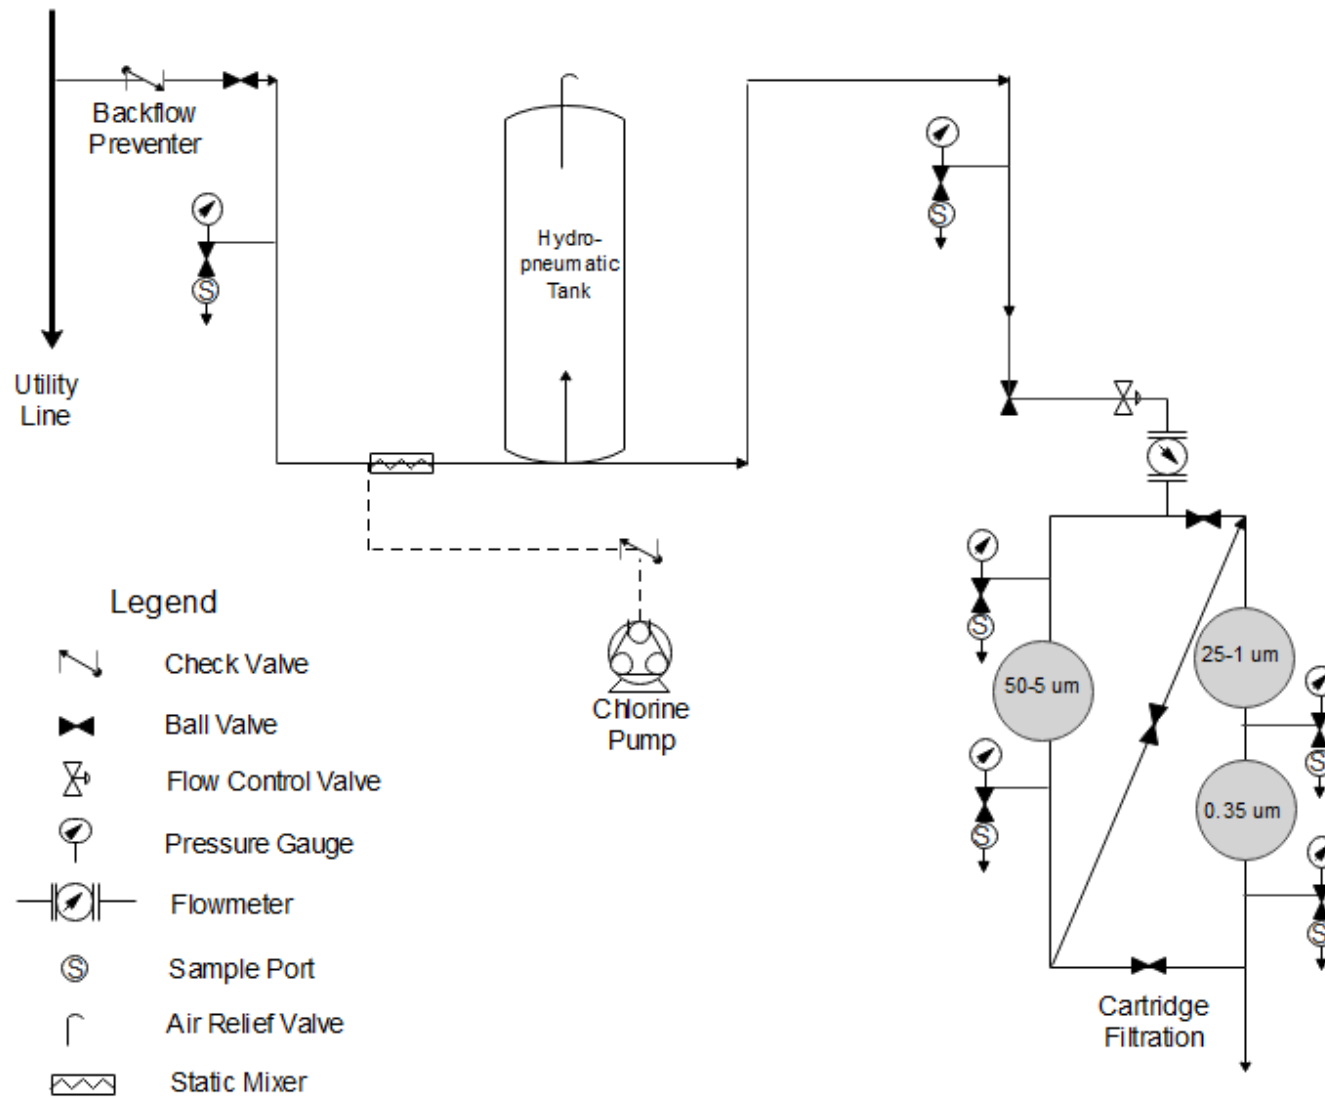 Backflow
Preventer
Utility
Line
S
Hydro-
pneumatic
Tank
S
Chlorine
Pump
S
50-5 um
S
25-1 um
S
0.35 um
S
Cartridge
Filtration
Legend
Check Valve
Ball Valve
Flow Control Valve
Pressure Gauge
Flowmeter
S
Sample Port
Air Relief Valve
Static Mixer